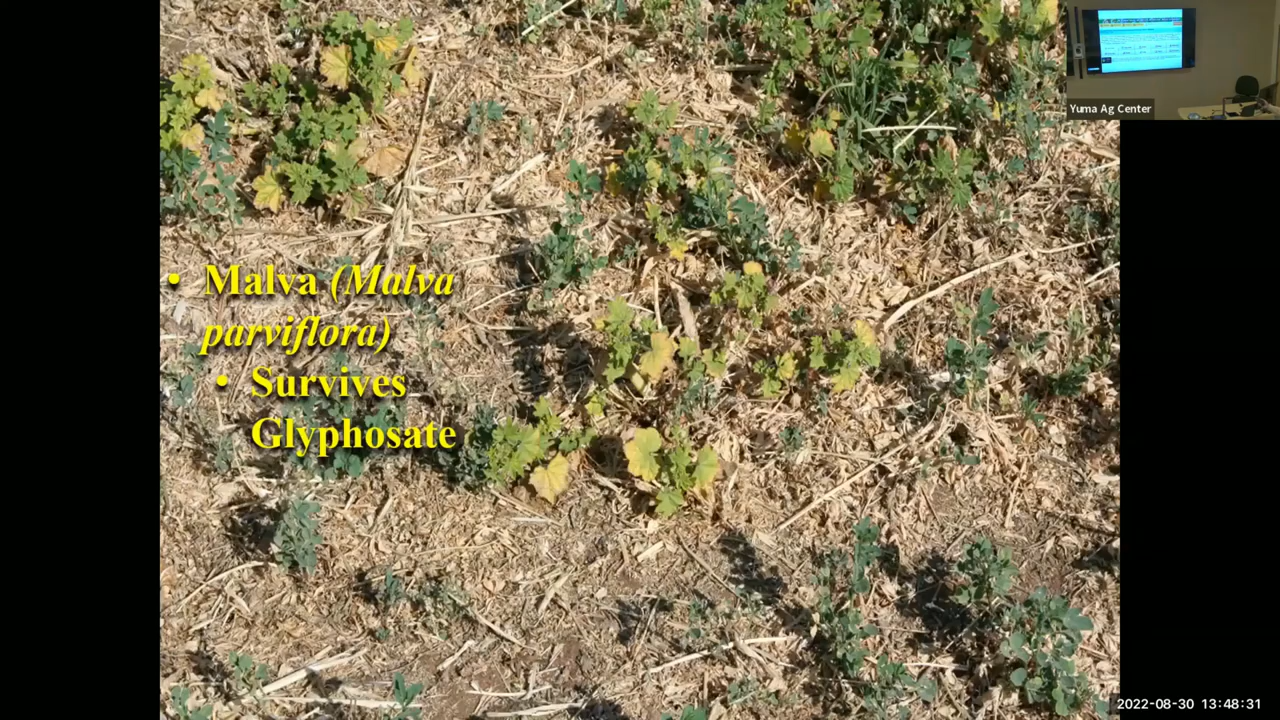 Yuma Ag Center
• Malva (Malva
parviflora)
• Survives
Glyphosate
2022-08-30 13:48:31